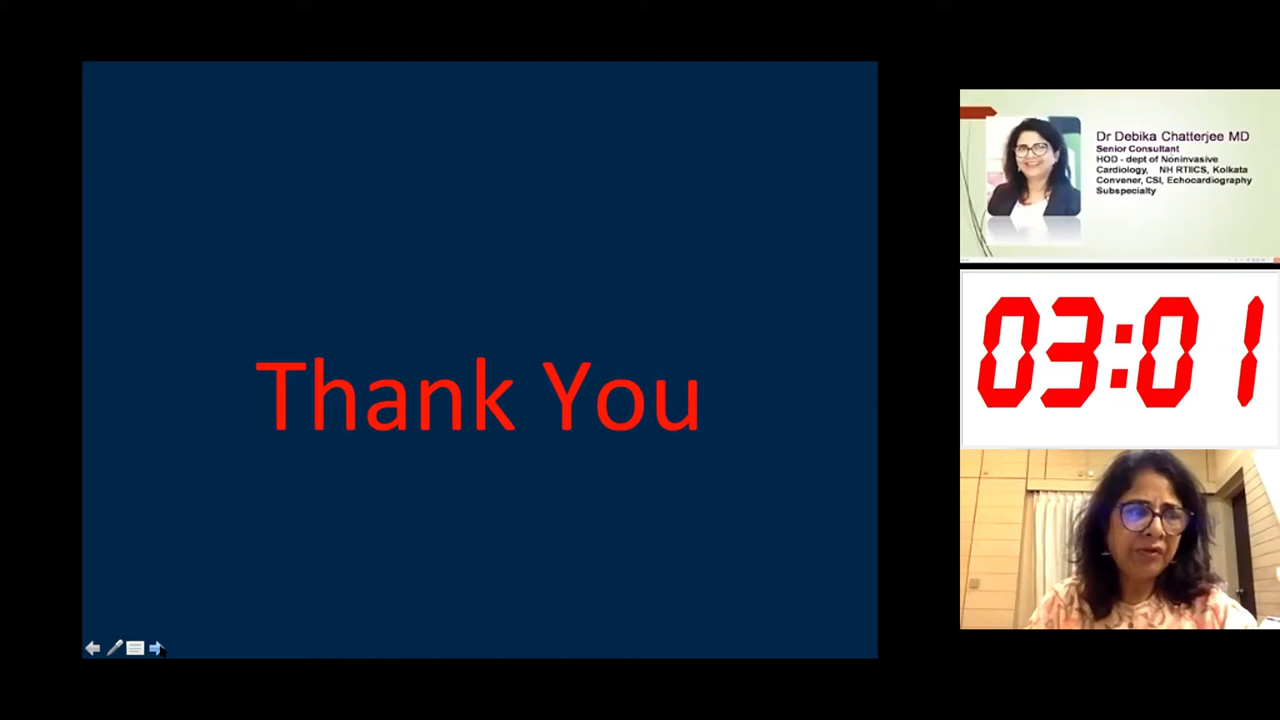 Thank You
Dr Debika Chatterjee MD
Senior Consultant
HOD - dept of Noninvasive
Cardiology, NH RTIICS, Kolkata
Convener, CSI, Echocardiography
Subspecialty
03:01